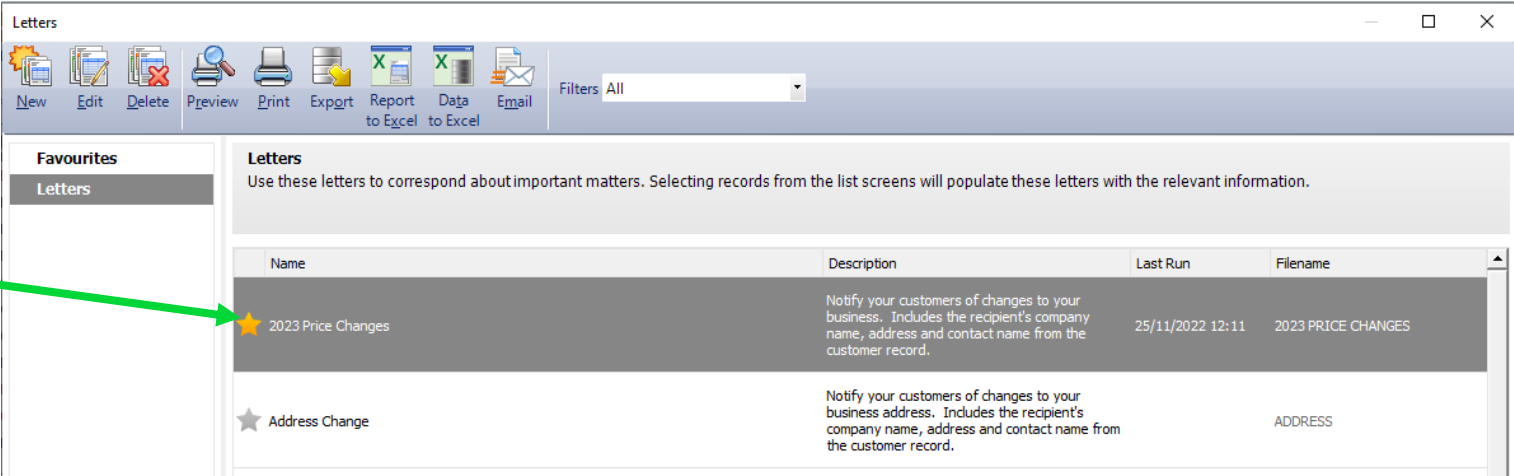 Letters
New Edit Delete Preview Print Export Report to Excel Data to Excel Email Filters All
Favourites
Letters
Letters
Use these letters to correspond about important matters. Selecting records from the list screens will populate these letters with the relevant information.
Name Description Last Run Filename
2023 Price Changes
Notify your customers of changes to your
business. Includes the recipient's company
name, address and contact name from the
customer record.
25/11/2022 12:11
2023 PRICE CHANGES
Address Change
Notify your customers of changes to your
business address. Includes the recipient's
company name, address and contact name from
the customer record.
ADDRESS